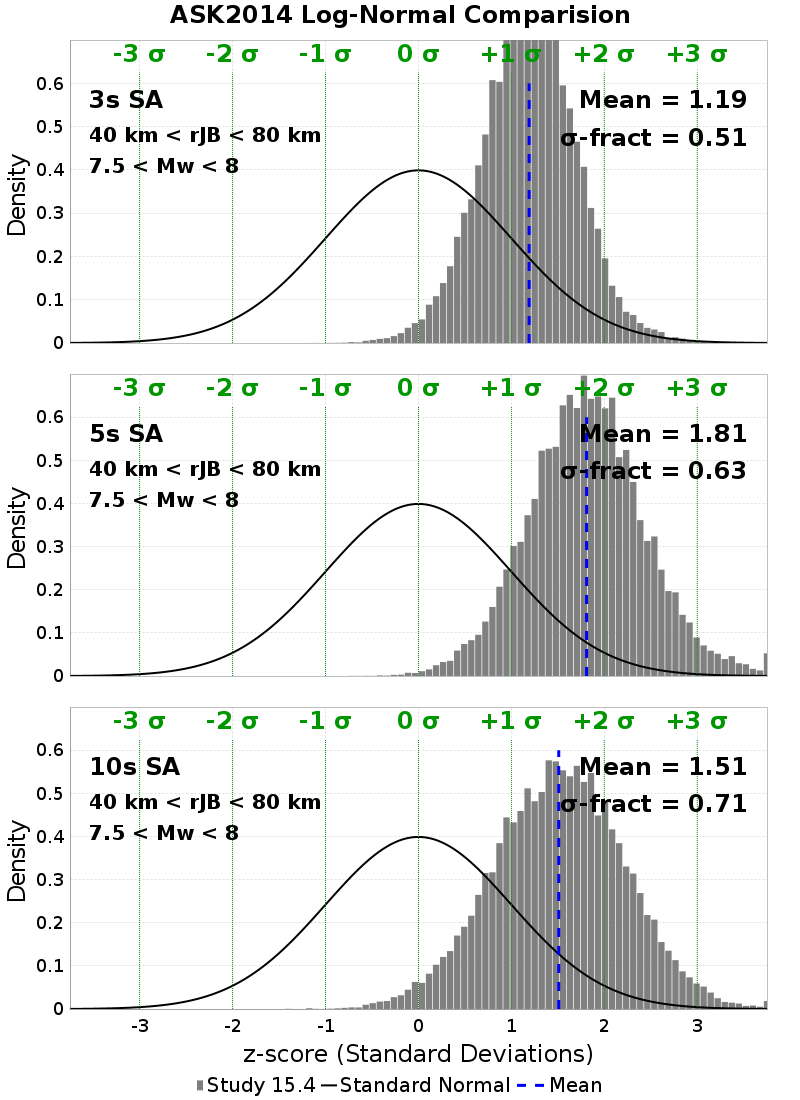 ASK2014 Log-Normal Comparision
-3 σ -2 σ -1 σ 0 σ +1 σ +2 σ +3 σ
3s SA
Mean = 1.19
40 km < rJB < 80 km
σ-fract = 0.51
7.5 < Mw < 8
Density
0.6
0.5
0.4
0.3
0.2
0.1
0
-3 σ -2 σ -1 σ 0 σ +1 σ +2 σ +3 σ
5s SA
Mean = 1.81
40 km < rJB < 80 km
σ-fract = 0.63
7.5 < Mw < 8
Density
0.6
0.5
0.4
0.3
0.2
0.1
0
-3 σ -2 σ -1 σ 0 σ +1 σ +2 σ +3 σ
10s SA
Mean = 1.51
40 km < rJB < 80 km
σ-fract = 0.71
7.5 < Mw < 8
Density
0.6
0.5
0.4
0.3
0.2
0.1
0
-3 -2 -1 0 1 2 3
z-score (Standard Deviations)
Study 15.4 Standard Normal Mean